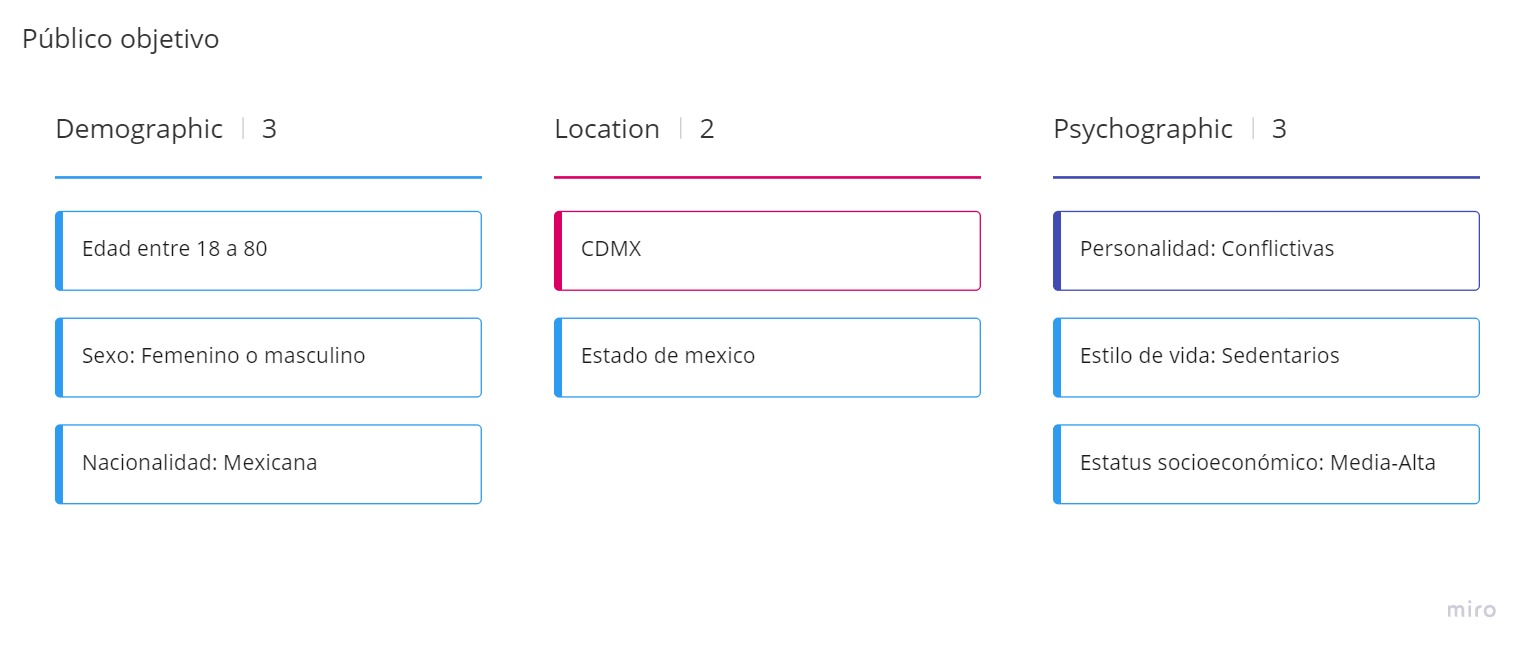 Público objetivo
Demographic | 3
Edad entre 18 a 80
Sexo: Femenino o masculino
Nacionalidad: Mexicana
Location | 2
CDMX
Estado de mexico
Psychographic | 3
Personalidad: Conflictivas
Estilo de vida: Sedentarios
Estatus socioeconómico: Media-Alta
miro